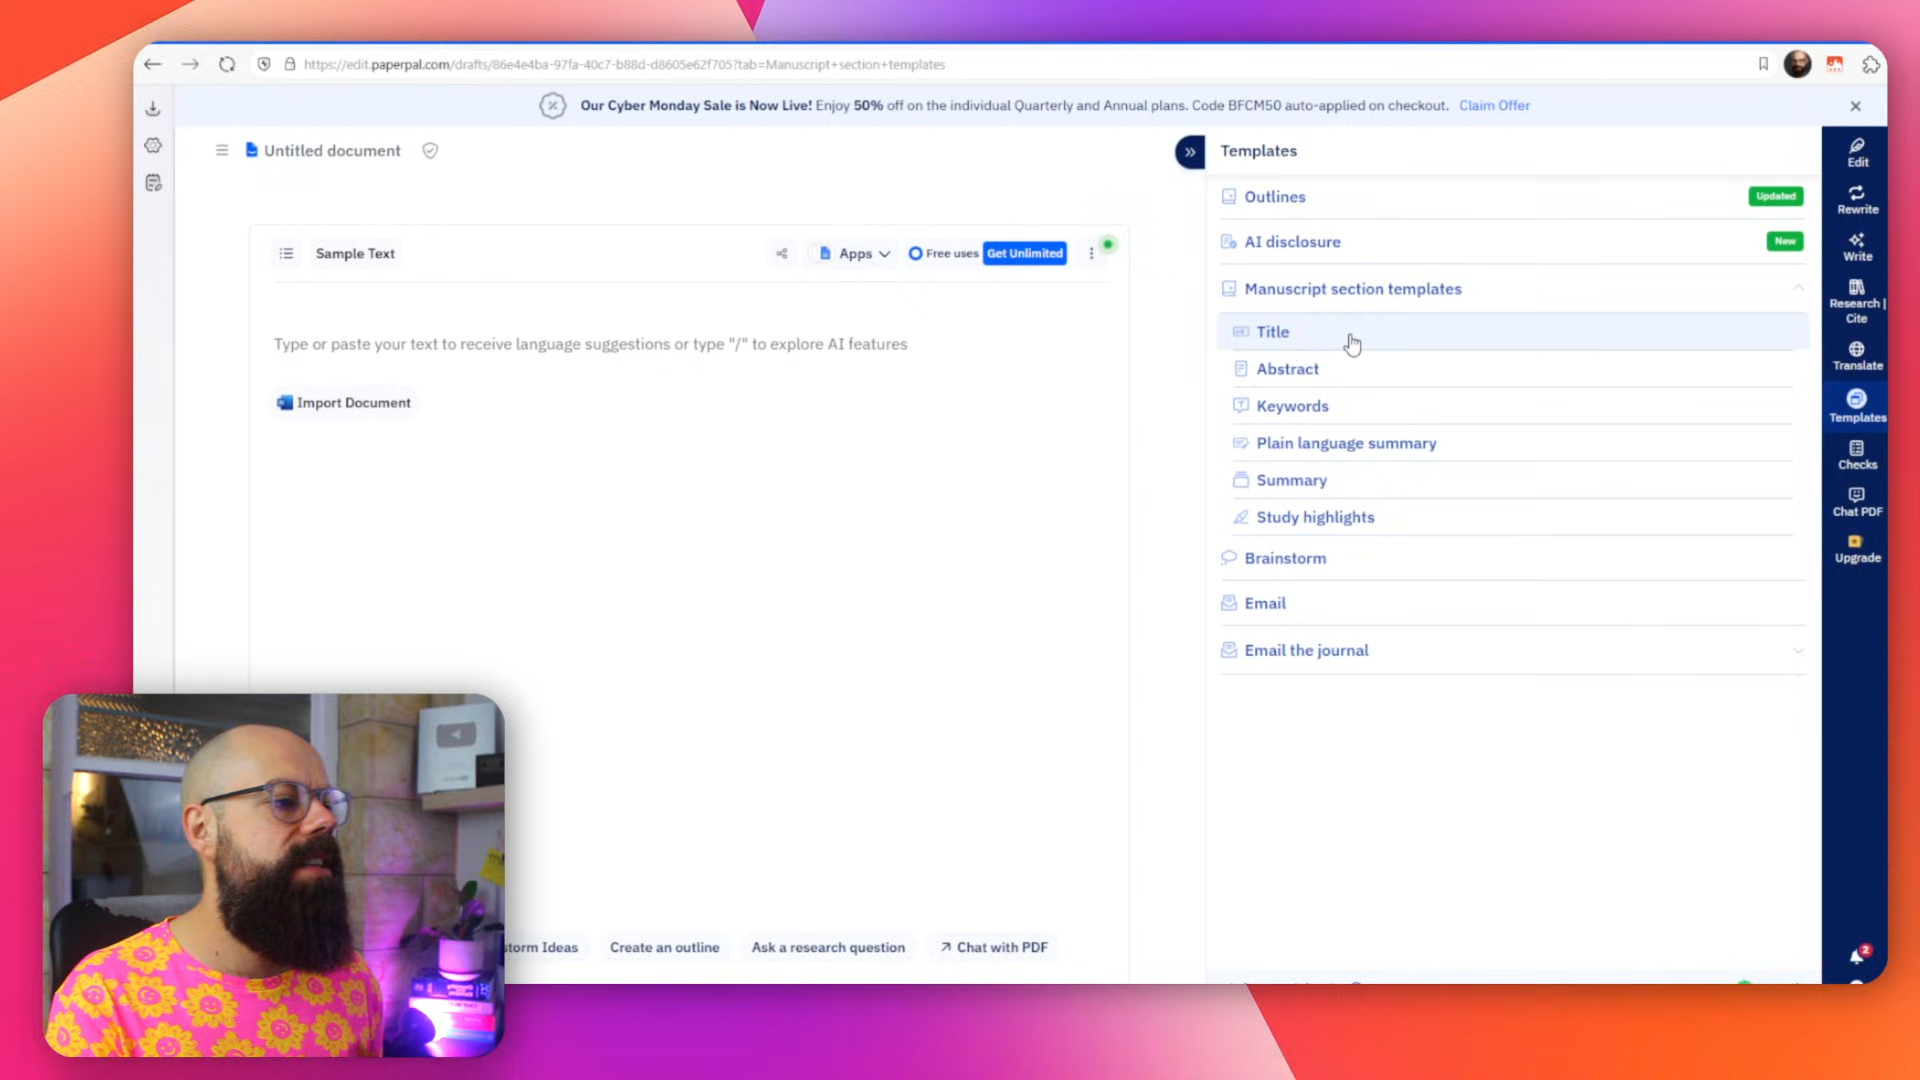 https://edit.paperpal.com/drafts/86e4e4ba-97fa-40c7-b88d-d8605e62f705?tab=Manuscript+section+templates
Our Cyber Monday Sale is Now Live! Enjoy 50% off on the individual Quarterly and Annual plans. Code BFCM50 auto-applied on checkout. Claim Offer
Untitled document
Sample Text
Apps
Free uses
Get Unlimited
Type or paste your text to receive language suggestions or type "/" to explore AI features
Import Document
storm Ideas
Create an outline
Ask a research question
Chat with PDF
Templates
Outlines
Updated
AI disclosure
New
Manuscript section templates
Title
Abstract
Keywords
Plain language summary
Summary
Study highlights
Brainstorm
Email
Email the journal
Edit
Rewrite
Write
Research |
Cite
Translate
Templates
Checks
Chat PDF
Upgrade
2